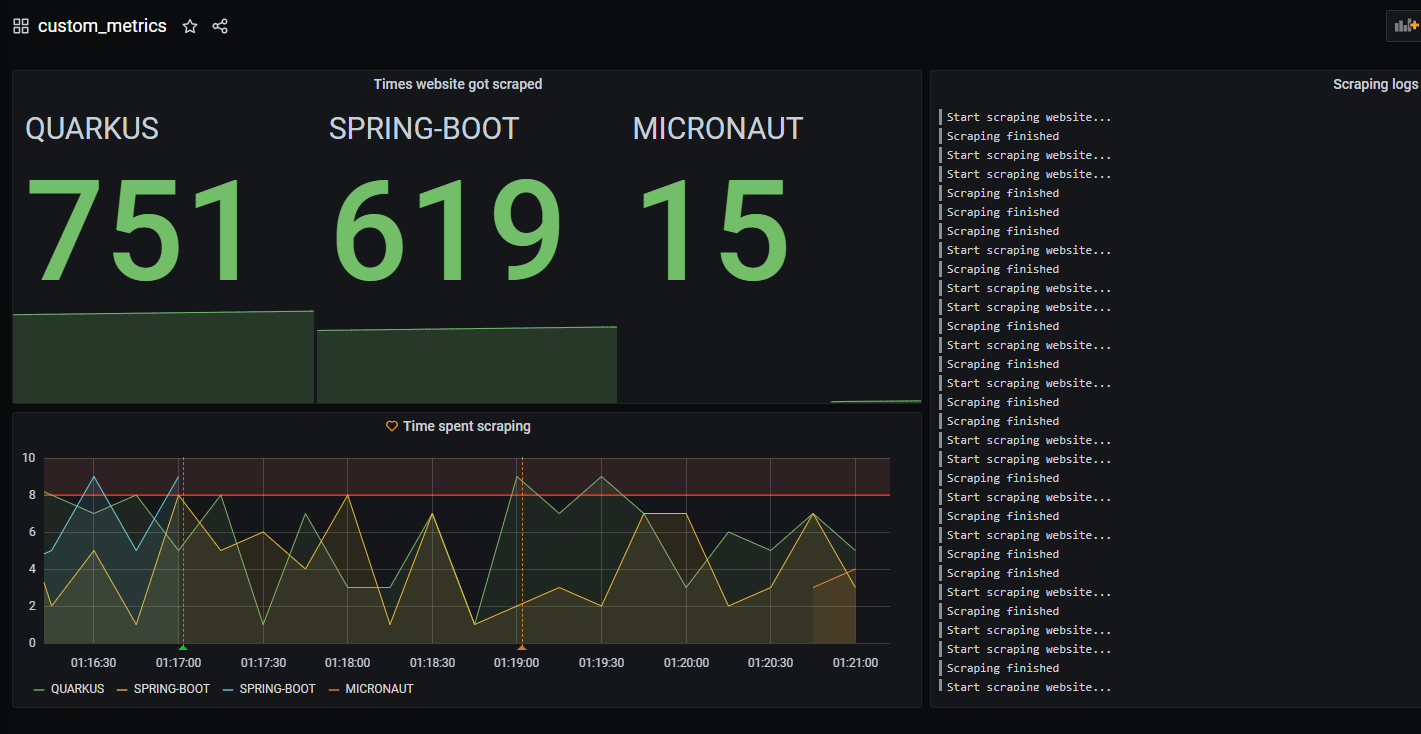 custom_metrics
Times website got scraped
QUARKUS SPRING-BOOT MICRONAUT
751 619 15
Time spent scraping
10
8
6
4
2
0
01:16:30 01:17:00 01:17:30 01:18:00 01:18:30 01:19:00 01:19:30 01:20:00 01:20:30 01:21:00
QUARKUS SPRING-BOOT SPRING-BOOT MICRONAUT
Scraping logs
Start scraping website...
Scraping finished
Start scraping website...
Start scraping website...
Scraping finished
Scraping finished
Scraping finished
Start scraping website...
Scraping finished
Start scraping website...
Start scraping website...
Scraping finished
Start scraping website...
Scraping finished
Start scraping website...
Scraping finished
Scraping finished
Start scraping website...
Start scraping website...
Scraping finished
Start scraping website...
Scraping finished
Start scraping website...
Scraping finished
Scraping finished
Start scraping website...
Scraping finished
Start scraping website...
Start scraping website...
Scraping finished
Start scraping website...